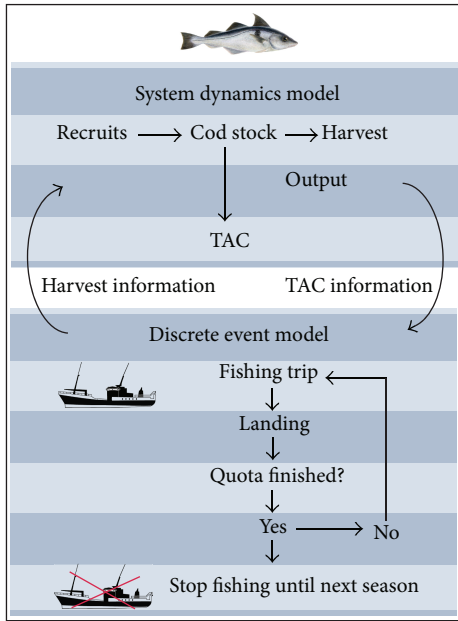 System dynamics model
Recruits Cod stock Harvest
Output
TAC
Harvest information TAC information
Discrete event model
Fishing trip
Landing
Quota finished?
Yes No
Stop fishing until next season